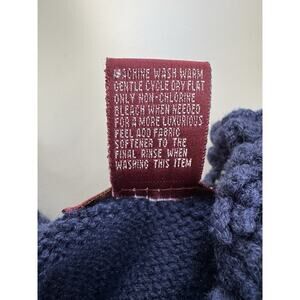 MACHINE WASH WARM
GENTLE CYCLE DRY FLAT
ONLY NON-CHLORINE
BLEACH WHEN NEEDED
FOR A MORE LUXURIOUS
FEEL ADD FABRIC
SOFTENER TO THE
FINAL RINSE WHEN
WASHING THIS ITEM